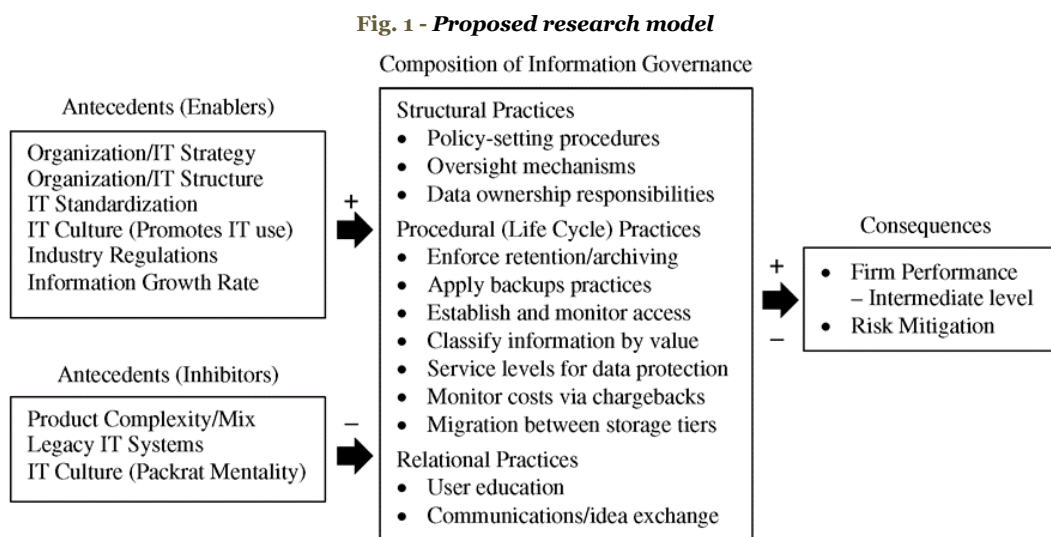 Fig. 1 - Proposed research model
Composition of Information Governance
Antecedents (Enablers)
Organization/IT Strategy
Organization/IT Structure
IT Standardization
IT Culture (Promotes IT use)
Industry Regulations
Information Growth Rate
+
Antecedents (Inhibitors)
Product Complexity/Mix
Legacy IT Systems
IT Culture (Packrat Mentality)
–
Structural Practices
• Policy-setting procedures
• Oversight mechanisms
• Data ownership responsibilities
Procedural (Life Cycle) Practices
• Enforce retention/archiving
• Apply backups practices
• Establish and monitor access
• Classify information by value
• Service levels for data protection
• Monitor costs via chargebacks
• Migration between storage tiers
Relational Practices
• User education
• Communications/idea exchange
+
–
Consequences
• Firm Performance
– Intermediate level
• Risk Mitigation